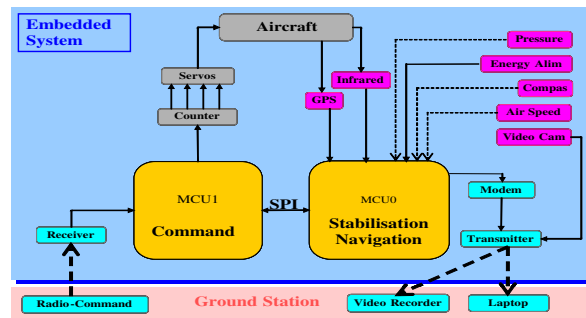 Embedded
System
Aircraft
Pressure
Servos
Infrared
Energy Alim
GPS
Compas
Counter
Air Speed
Video Cam
MCU1
Command
SPI
MCU0
Stabilisation
Navigation
Modem
Receiver
Transmitter
Radio-Command
Ground Station
Video Recorder
Laptop